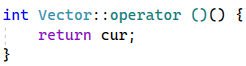 int Vector::operator ()() {
    return cur;
}